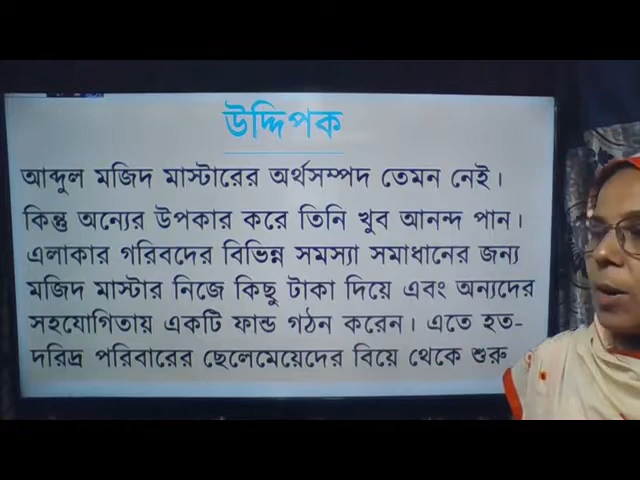 উদ্দিপক
আব্দুল মজিদ মাস্টারের অর্থসম্পদ তেমন নেই।
কিন্তু অন্যের উপকার করে তিনি খুব আনন্দ পান।
এলাকার গরিবদের বিভিন্ন সমস্যা সমাধানের জন্য
মজিদ মাস্টার নিজে কিছু টাকা দিয়ে এবং অন্যদের
সহযোগিতায় একটি ফান্ড গঠন করেন। এতে হত-
দরিদ্র পরিবারের ছেলেমেয়েদের বিয়ে থেকে শুরু